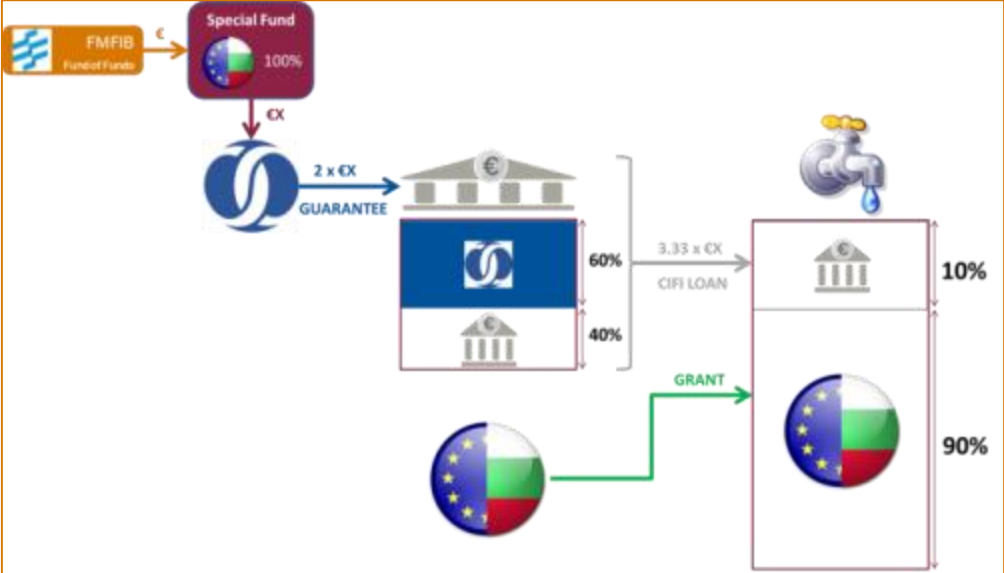 Special Fund
FMFIB
Fund of Funds
€
100%
€X
2 x €X
GUARANTEE
€
60%
3.33 x €X
CIFI LOAN
€
10%
€
40%
GRANT
90%